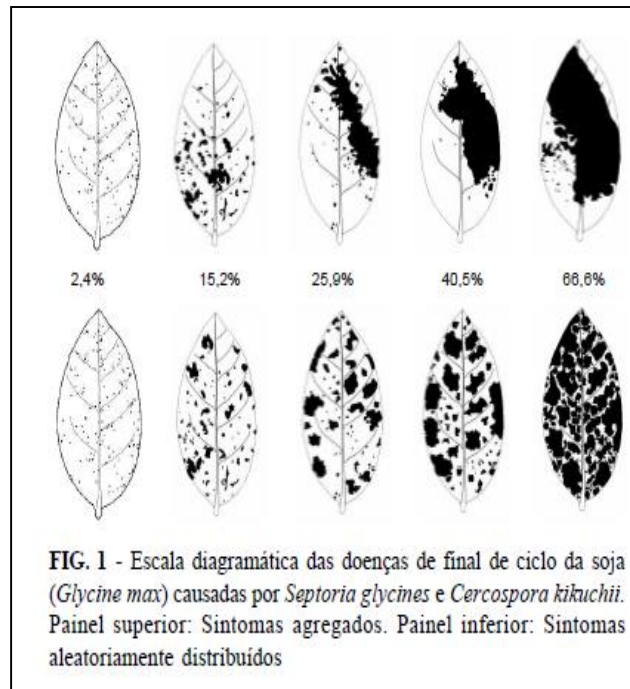 2,4% 15,2% 25,9% 40,5% 66,6%
FIG. 1 - Escala diagramática das doenças de final de ciclo da soja
(Glycine max) causadas por Septoria glycines e Cercospora kikuchii.
Painel superior: Sintomas agregados. Painel inferior: Sintomas
aleatoriamente distribuídos